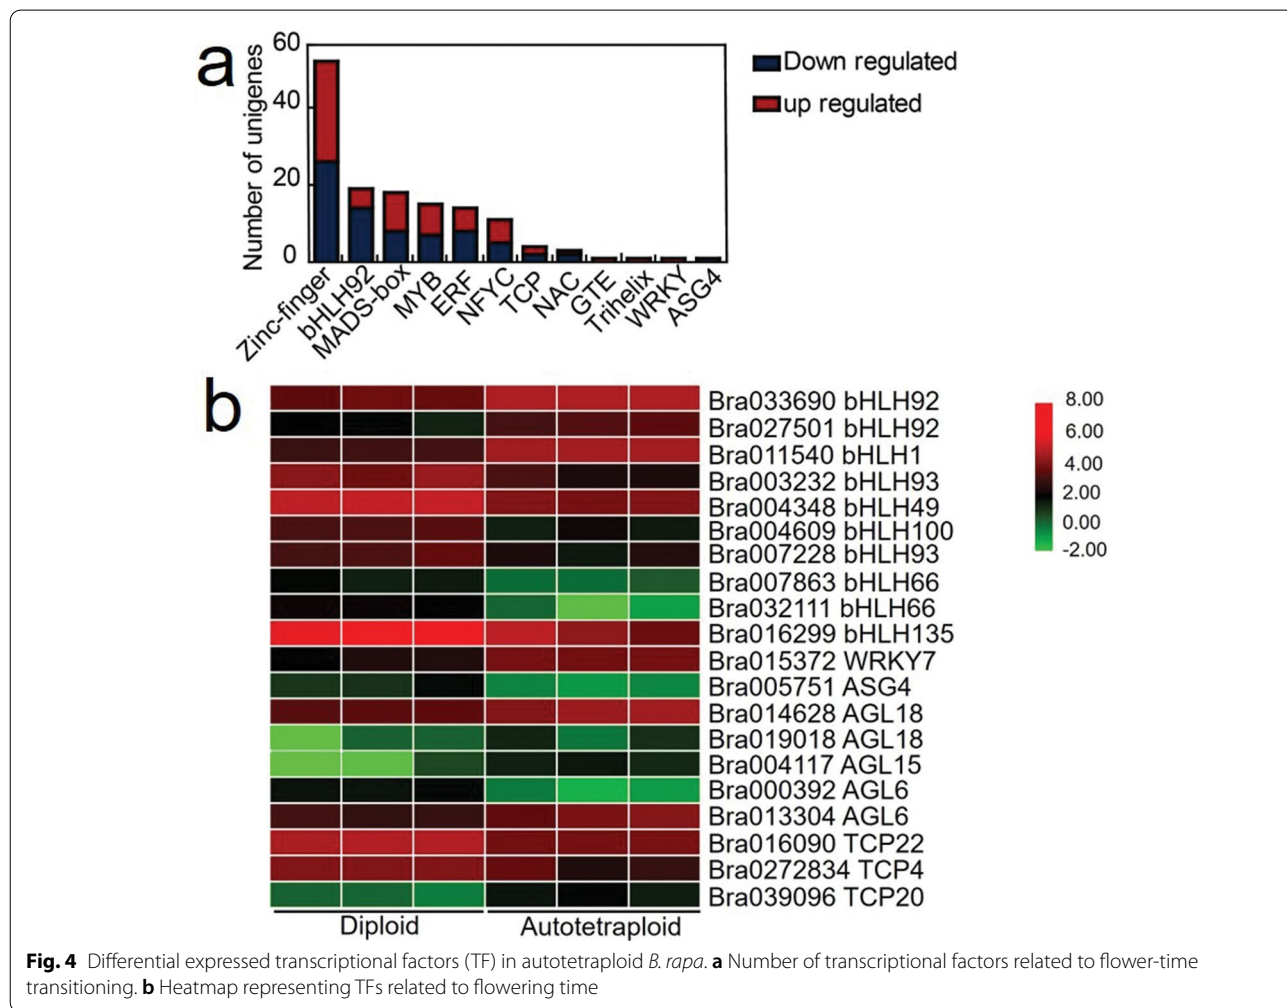 a
Number of unigenes
60
40
20
0
Down regulated
up regulated
Zinc-finger
bHLH92
MADS-box
MYB
ERF
NFYC
TCP
NAC
GTE
Trihelix
WRKY
ASG4
b
Bra033690 bHLH92
Bra027501 bHLH92
Bra011540 bHLH1
Bra003232 bHLH93
Bra004348 bHLH49
Bra004609 bHLH100
Bra007228 bHLH93
Bra007863 bHLH66
Bra032111 bHLH66
Bra016299 bHLH135
Bra015372 WRKY7
Bra005751 ASG4
Bra014628 AGL18
Bra019018 AGL18
Bra004117 AGL15
Bra000392 AGL6
Bra013304 AGL6
Bra016090 TCP22
Bra0272834 TCP4
Bra039096 TCP20
8.00
6.00
4.00
2.00
0.00
-2.00
Diploid
Autotetraploid
Fig. 4 Differential expressed transcriptional factors (TF) in autotetraploid B. rapa. a Number of transcriptional factors related to flower-time
transitioning. b Heatmap representing TFs related to flowering time